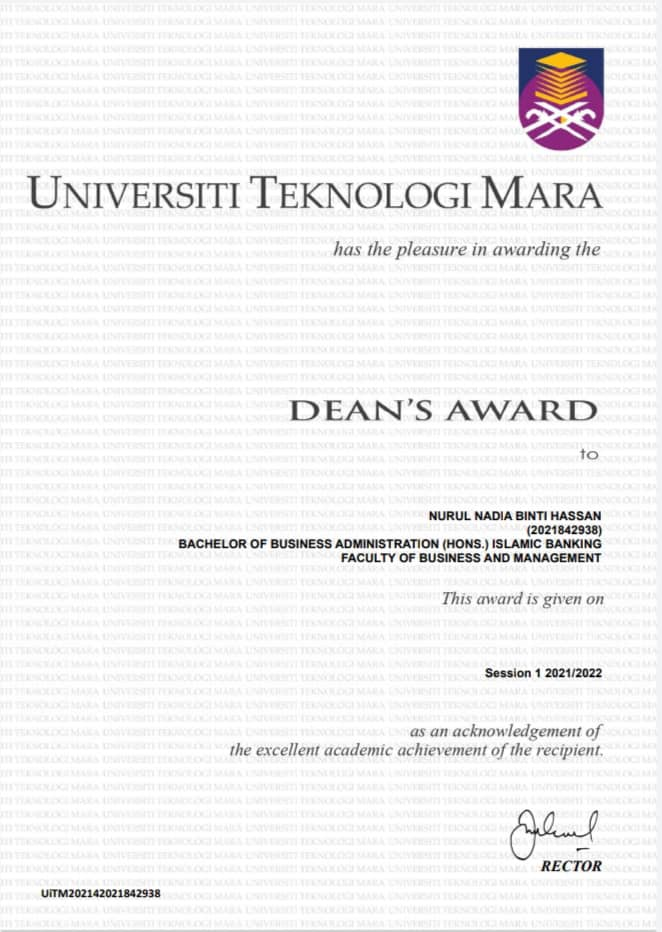 UNIVERSITI TEKNOLOGI MARA
has the pleasure in awarding the
DEAN'S AWARD
to
NURUL NADIA BINTI HASSAN
(2021842938)
BACHELOR OF BUSINESS ADMINISTRATION (HONS.) ISLAMIC BANKING
FACULTY OF BUSINESS AND MANAGEMENT
This award is given on
Session 1 2021/2022
as an acknowledgement of
the excellent academic achievement of the recipient.
RECTOR
UiTM202142021842938